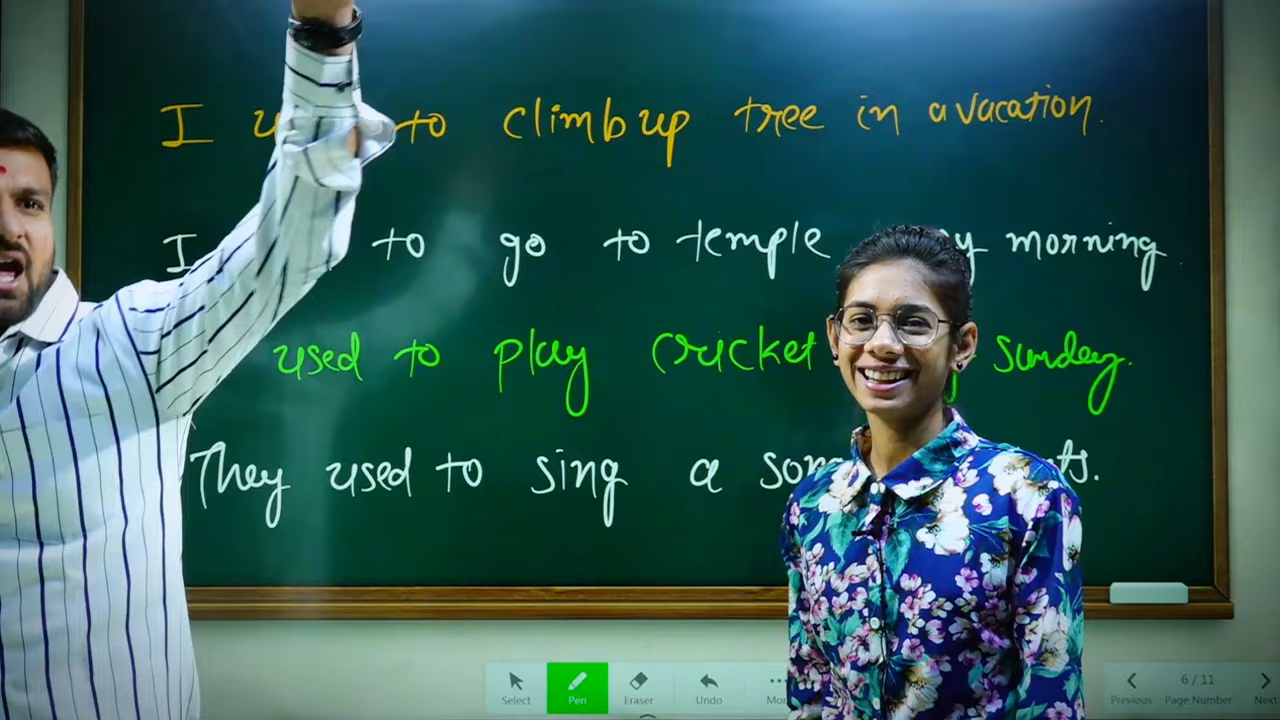 I to climb up tree in a vacation.
I to go to temple morning.
used to play cricket sunday.
They used to sing a
Select Pen Eraser Undo Previous 6 / 11 Page Number Next